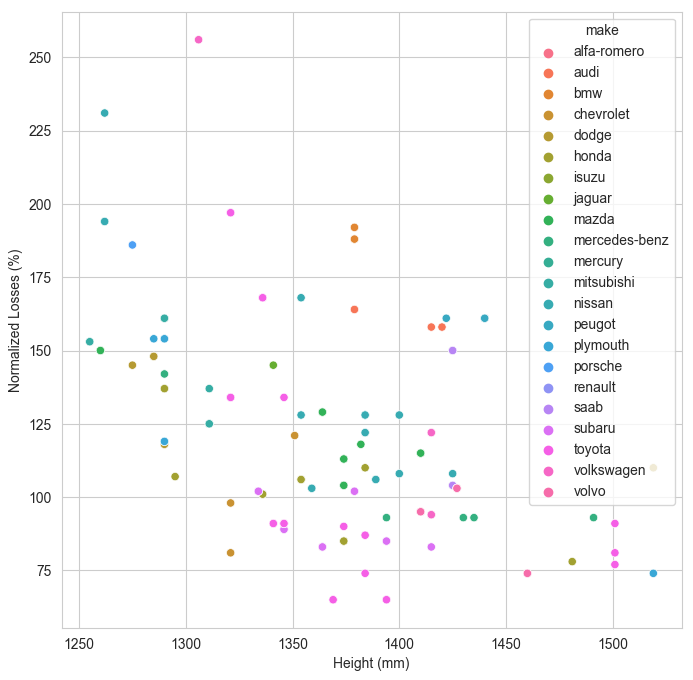 make
alfa-romero
audi
bmw
chevrolet
dodge
honda
isuzu
jaguar
mazda
mercedes-benz
mercury
mitsubishi
nissan
peugot
plymouth
porsche
renault
saab
subaru
toyota
volkswagen
volvo
250
225
200
175
150
125
100
75
Normalized Losses (%)
1250 1300 1350 1400 1450 1500
Height (mm)